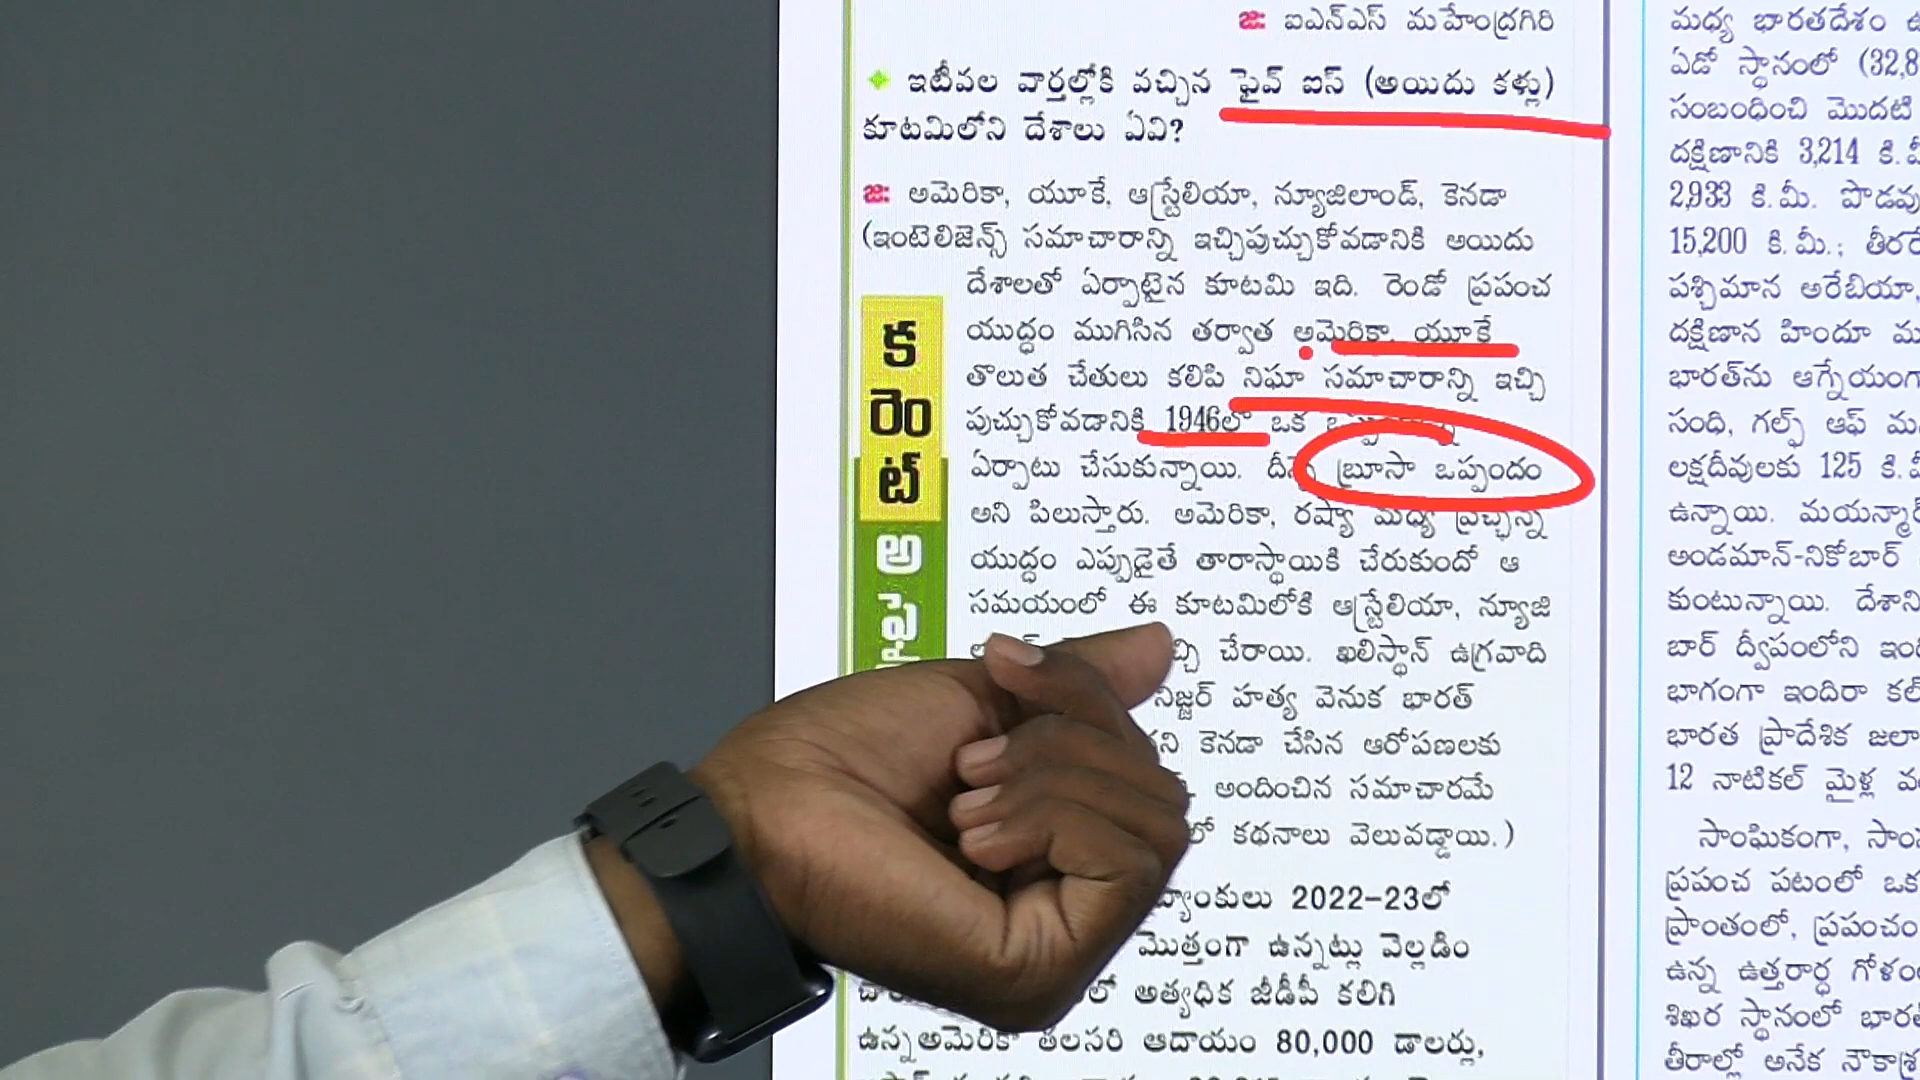 జ: ఐఎన్ఎస్ మహేంద్రగిరి
ఇటీవల వార్తల్లోకి వచ్చిన ఫైవ్ ఐస్ (అయిదు కళ్లు)
కూటమిలోని దేశాలు ఏవి?
జ: అమెరికా, యూకే, ఆస్ట్రేలియా, న్యూజిలాండ్, కెనడా
(ఇంటెలిజెన్స్ సమాచారాన్ని ఇచ్చిపుచ్చుకోవడానికి అయిదు
దేశాలతో ఏర్పాటైన కూటమి ఇది. రెండో ప్రపంచ
యుద్ధం ముగిసిన తర్వాత అమెరికా, యూకే
తొలుత చేతులు కలిపి నిఘా సమాచారాన్ని ఇచ్చి
పుచ్చుకోవడానికి 1946లో ఒక
ఏర్పాటు చేసుకున్నాయి. దీన్నే బ్రూసా ఒప్పందం
అని పిలుస్తారు. అమెరికా, రష్యా మధ్య ప్రచ్ఛన్న
యుద్ధం ఎప్పుడైతే తారాస్థాయికి చేరుకుందో ఆ
సమయంలో ఈ కూటమిలోకి ఆస్ట్రేలియా, న్యూజి
చేరాయి. ఖలిస్థాన్ ఉగ్రవాది
నిజ్జర్ హత్య వెనుక భారత్
కెనడా చేసిన ఆరోపణలకు
అందించిన సమాచారమే
కథనాలు వెలువడ్డాయి.)
2022-23లో
మొత్తంగా ఉన్నట్లు వెల్లడిం
అత్యధిక జీడీపీ కలిగి
ఉన్న అమెరికా తలసరి ఆదాయం 80,000 డాలర్లు,
కరెంట్
అఫై
మధ్య భారతదేశం
ఏడో స్థానంలో (32,8
సంబంధించి మొదటి
దక్షిణానికి 3,214 కి.మీ
2,933 కి.మీ. పొడవు
15,200 కి.మీ.; తీరరే
పశ్చిమాన అరేబియా,
దక్షిణాన హిందూ మ
భారత్‌ను ఆగ్నేయంగా
సంధి, గల్ఫ్ ఆఫ్ మ
లక్షదీవులకు 125 కి.మీ
ఉన్నాయి. మయన్మార్
అండమాన్-నికోబార్
కుంటున్నాయి. దేశాని
బార్ ద్వీపంలోని ఇం
భాగంగా ఇందిరా కల్
భారత ప్రాదేశిక జలా
12 నాటికల్ మైళ్ల వ
సాంఘికంగా, సాం
ప్రపంచ పటంలో ఒక
ప్రాంతంలో, ప్రపంచం
ఉన్న ఉత్తరార్ధ గోళం
శిఖర స్థానంలో భార
తీరాల్లో అనేక నౌకాశ్ర